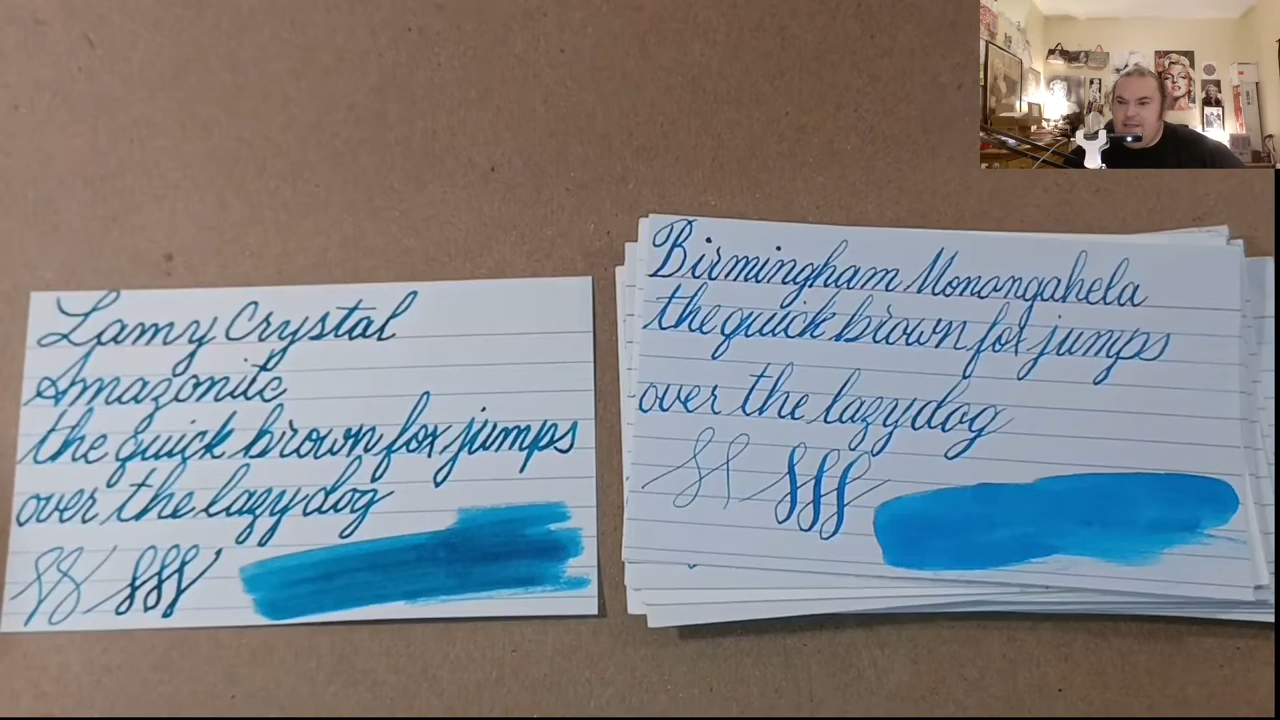 Lamy Crystal
Amazonite
the quick brown fox jumps
over the lazy dog
Birmingham Monongahela
the quick brown fox jumps
over the lazy dog